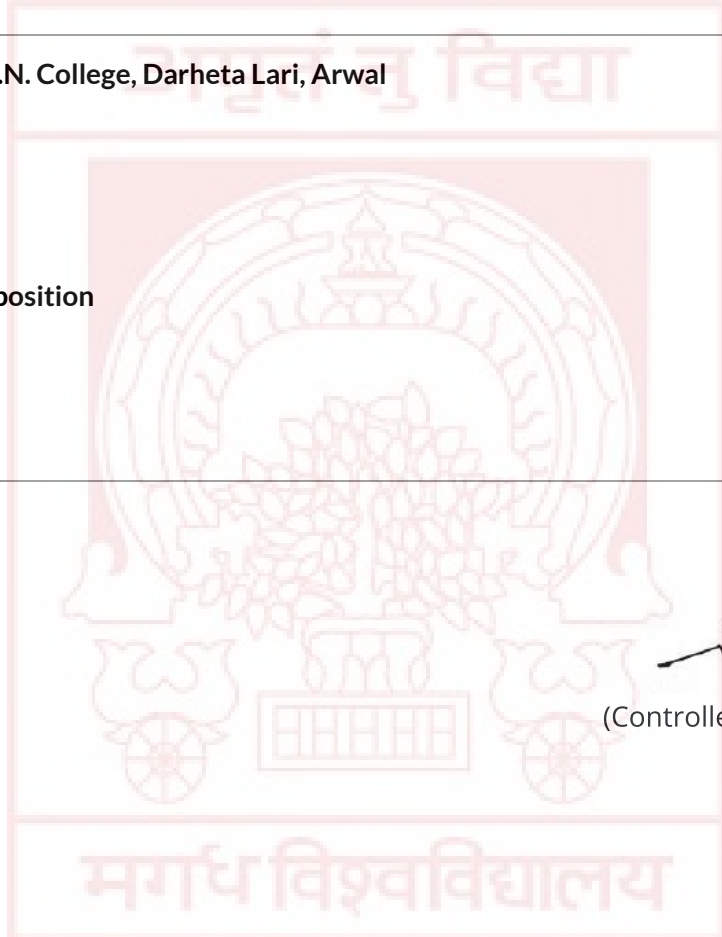 अमृतं तु विद्या
.N. College, Darheta Lari, Arwal
position
(Controlle
मगध विश्वविद्यालय